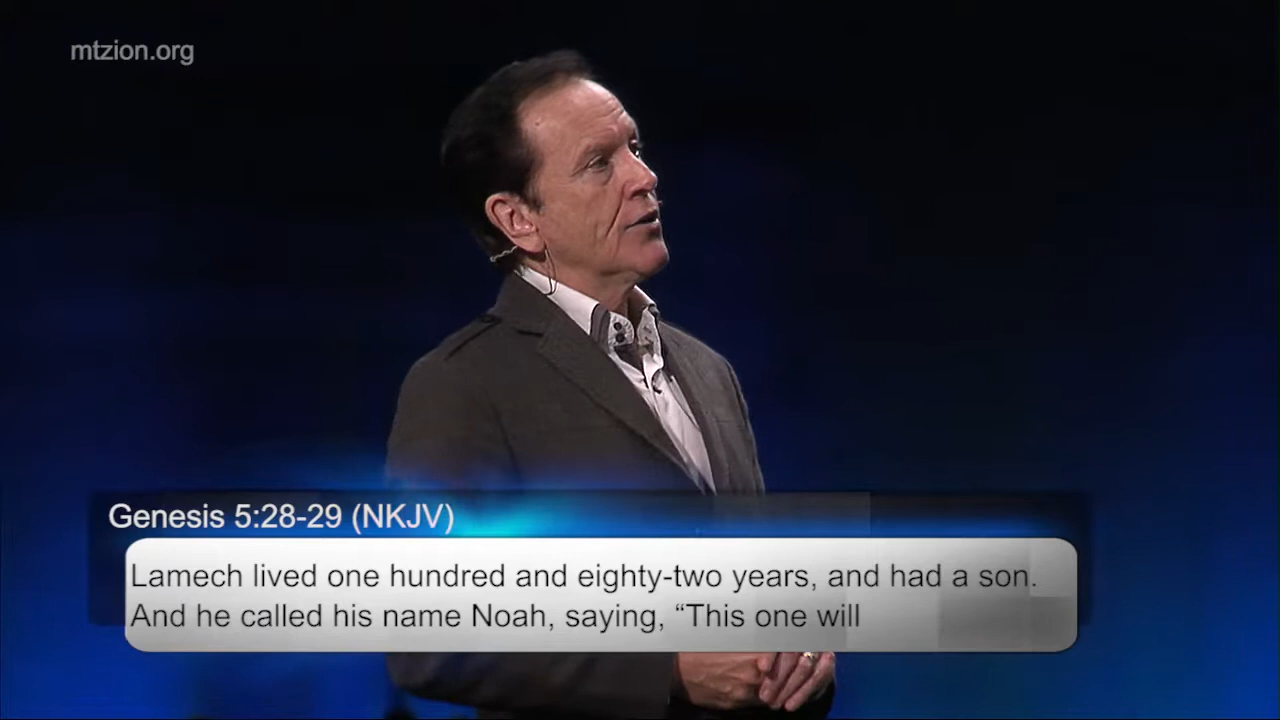 mtzion.org
Genesis 5:28-29 (NKJV)
Lamech lived one hundred and eighty-two years, and had a son.
And he called his name Noah, saying, “This one will